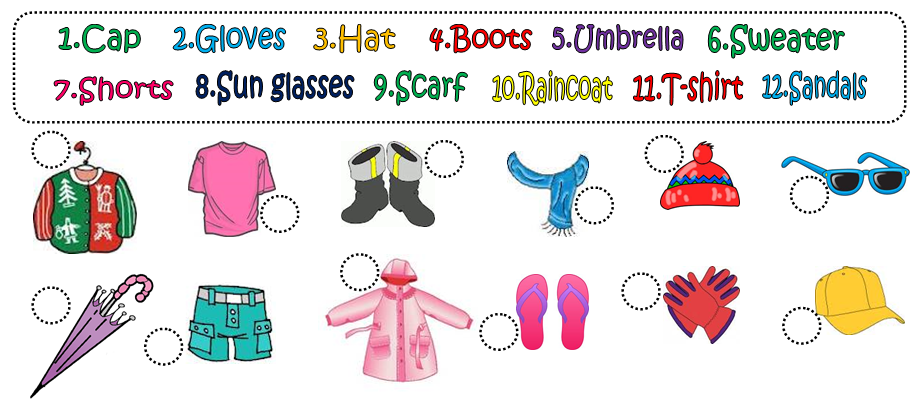 1.Cap 2.Gloves 3.Hat 4.Boots 5.Umbrella 6.Sweater
7.Shorts 8.Sun glasses 9.Scarf 10.Raincoat 11.T-shirt 12.Sandals